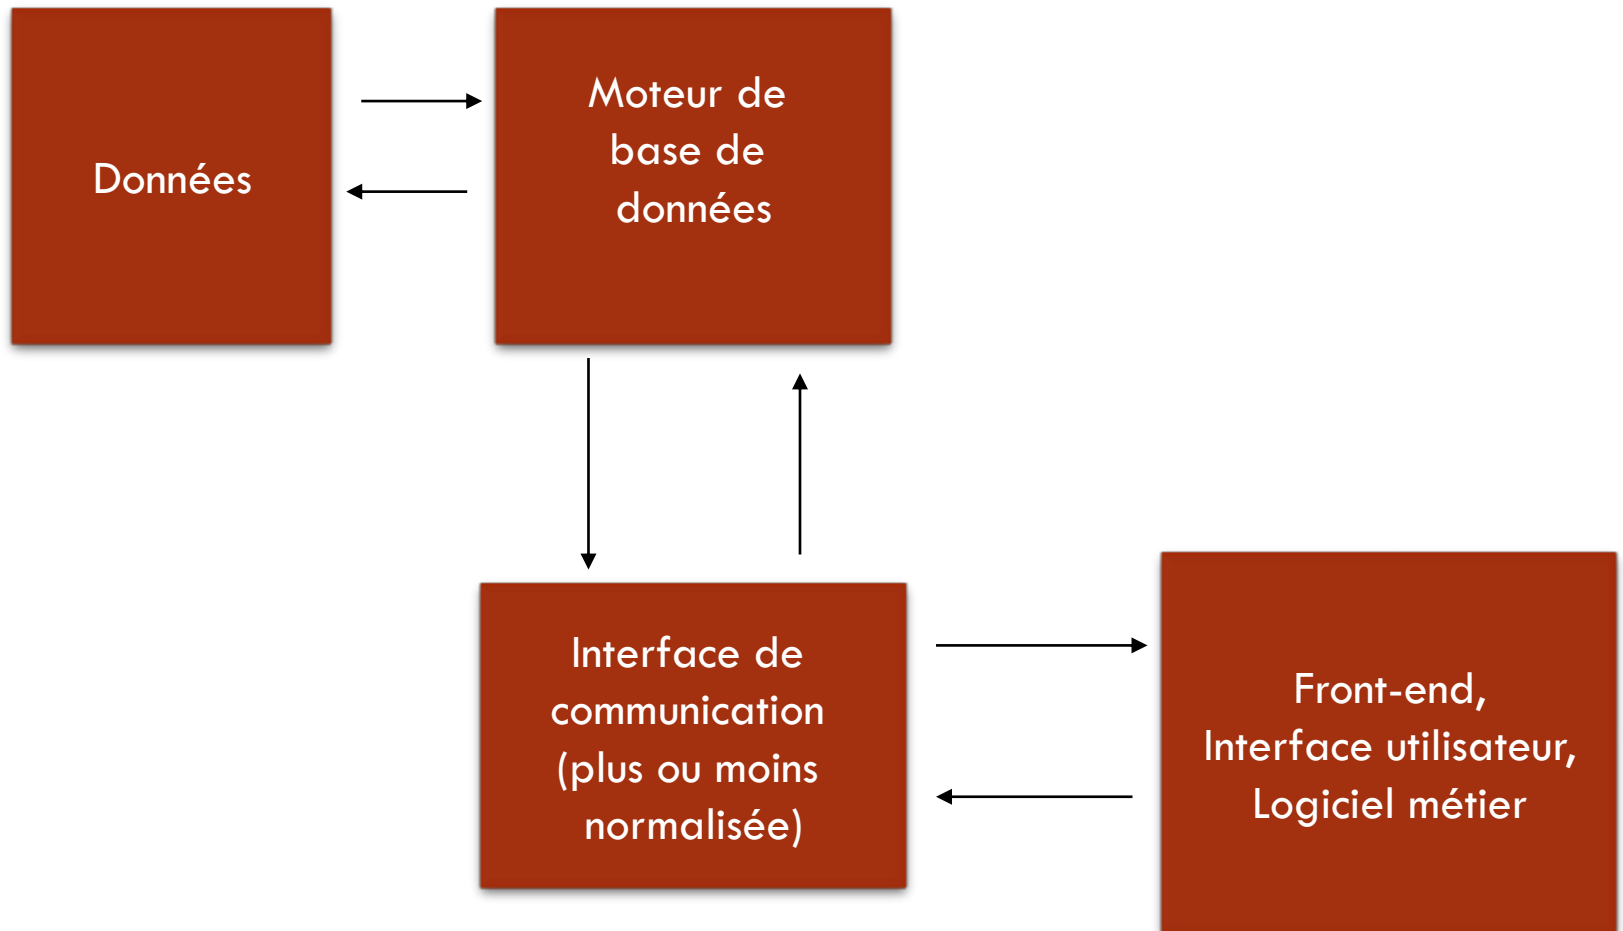 Données
Moteur de
base de
données
Interface de
communication
(plus ou moins
normalisée)
Front-end,
Interface utilisateur,
Logiciel métier